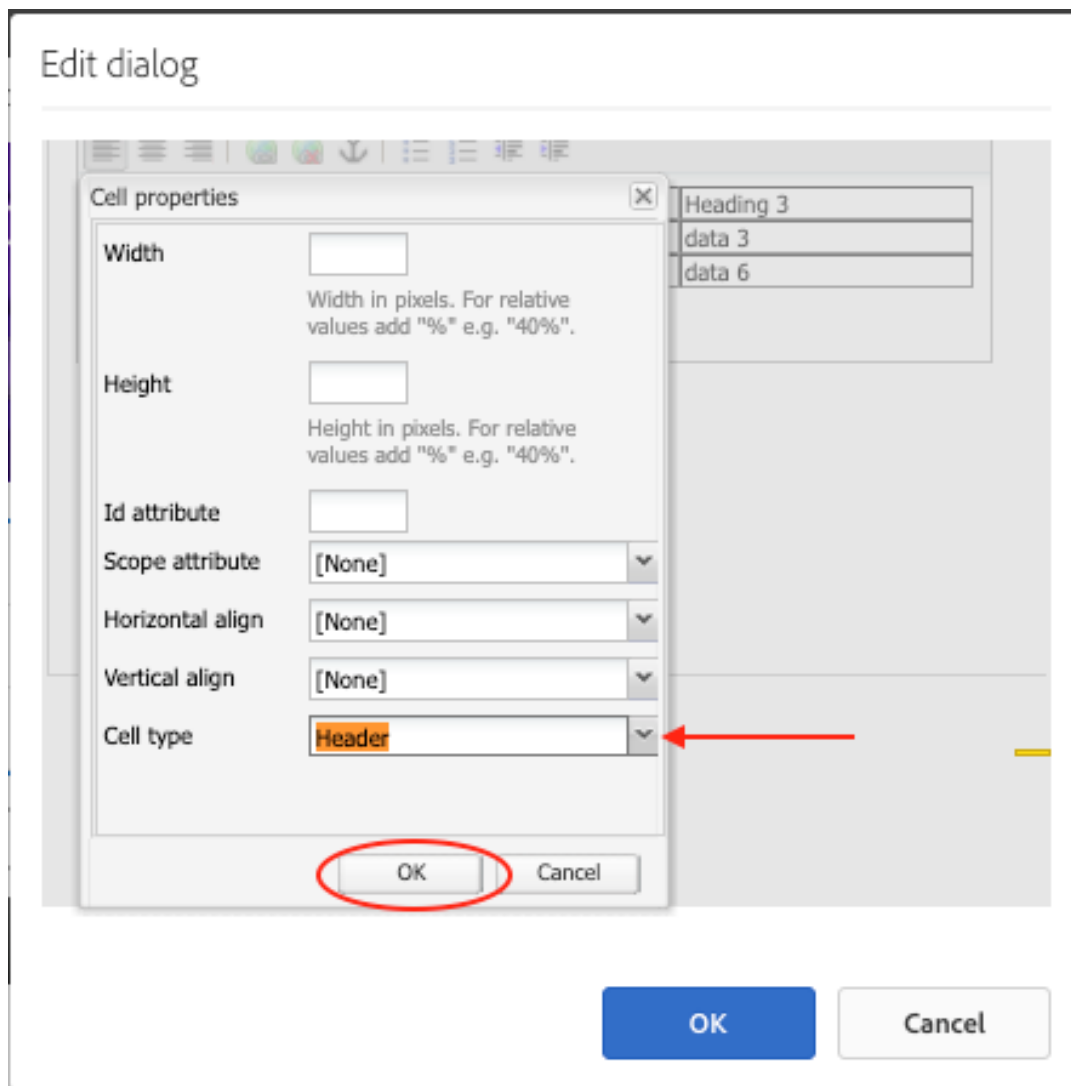 Edit dialog
Cell properties
Heading 3
data 3
data 6
Width
Width in pixels. For relative
values add "%" e.g. "40%".
Height
Height in pixels. For relative
values add "%" e.g. "40%".
Id attribute
Scope attribute [None]
Horizontal align [None]
Vertical align [None]
Cell type Header
OK Cancel
OK Cancel